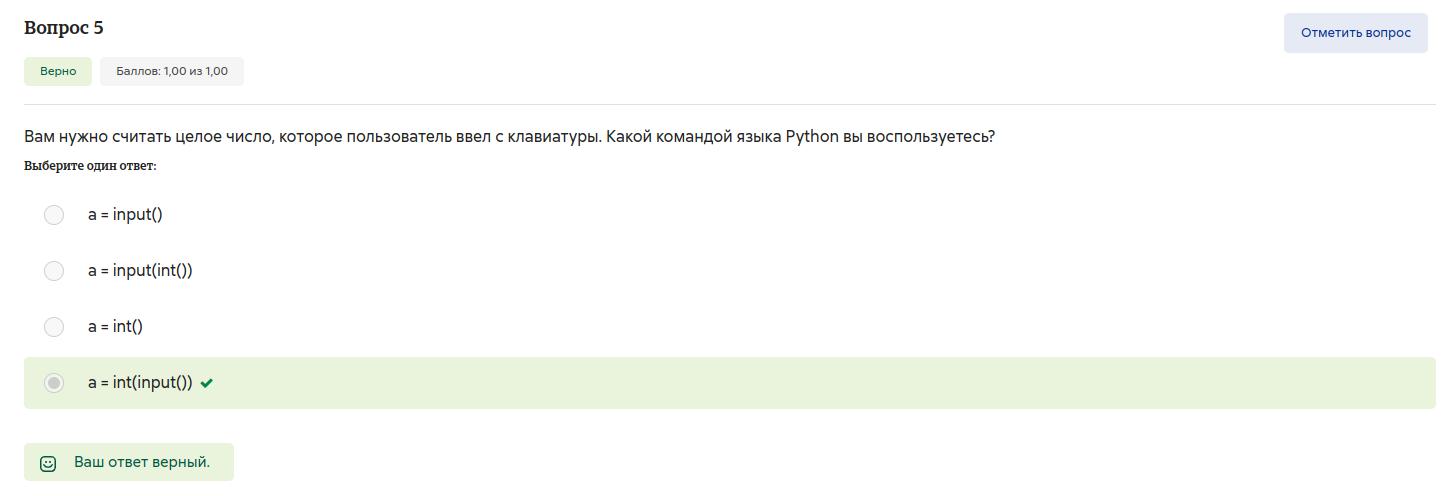 Вопрос 5
Отметить вопрос
Верно
Баллов: 1,00 из 1,00
Вам нужно считать целое число, которое пользователь ввел с клавиатуры. Какой командой языка Python вы воспользуетесь?
Выберите один ответ:
a = input()
a = input(int())
a = int()
a = int(input())
Ваш ответ верный.